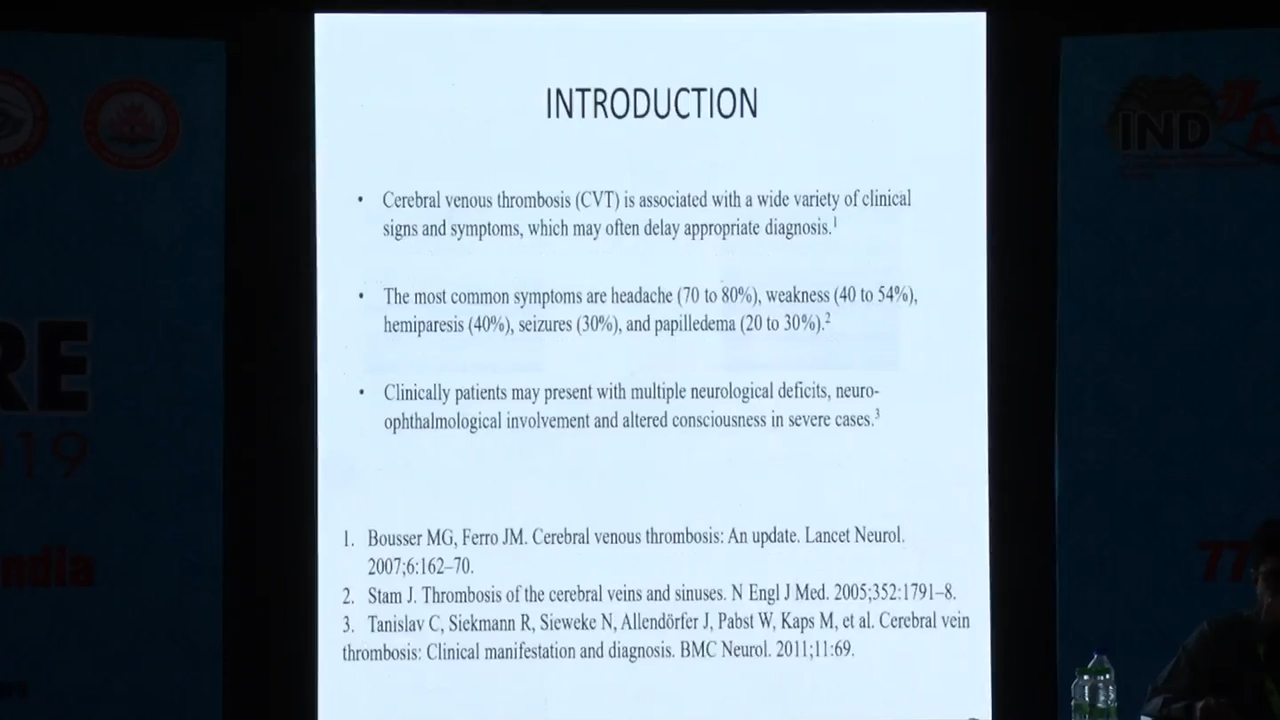 INTRODUCTION
• Cerebral venous thrombosis (CVT) is associated with a wide variety of clinical
signs and symptoms, which may often delay appropriate diagnosis.¹
• The most common symptoms are headache (70 to 80%), weakness (40 to 54%),
hemiparesis (40%), seizures (30%), and papilledema (20 to 30%).²
• Clinically patients may present with multiple neurological deficits, neuro-
ophthalmological involvement and altered consciousness in severe cases.³
1. Bousser MG, Ferro JM. Cerebral venous thrombosis: An update. Lancet Neurol.
2007;6:162–70.
2. Stam J. Thrombosis of the cerebral veins and sinuses. N Engl J Med. 2005;352:1791–8.
3. Tanislav C, Siekmann R, Sieweke N, Allendörfer J, Pabst W, Kaps M, et al. Cerebral vein
thrombosis: Clinical manifestation and diagnosis. BMC Neurol. 2011;11:69.
RE
019
India
IND
77